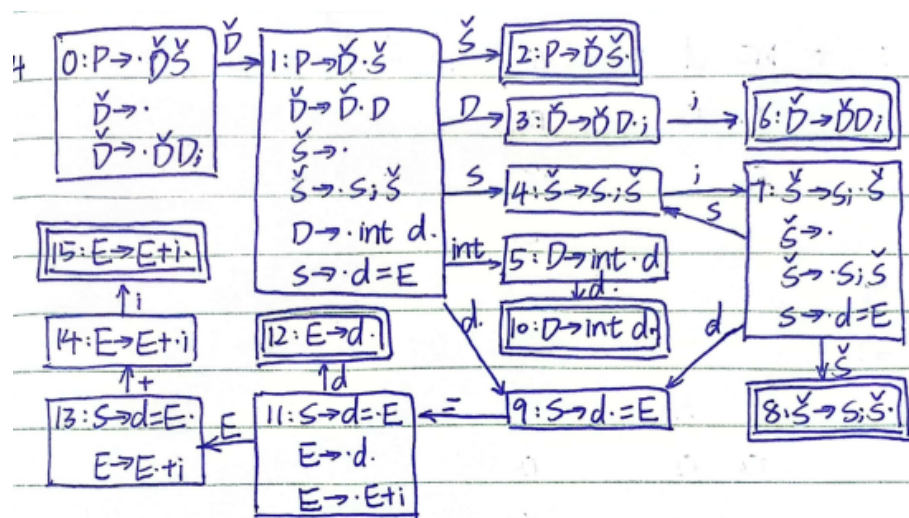 4
0: P→·ĎŠ
Ď→·
Ď→·ĎD;
Ď
1: P→Ď·Š
Ď→Ď·D
Š→·
Š→·S;Š
D→·int d·
S→·d=E
Š
2: P→ĎŠ·
D
3: Ď→ĎD·;
;
6: Ď→ĎD;
S
4: Š→S·;Š
;
7: Š→S;·Š
Š→·
Š→·S;Š
S→·d=E
S
int
5: D→int·d
d·
10: D→int d·
d·
d
Š
8: Š→S;Š·
9: S→d·=E
=
11: S→d=·E
E→·d·
E→·E+i
d
12: E→d·
E
13: S→d=E·
E→E·+i
+
14: E→E+·i
i
15: E→E+i·